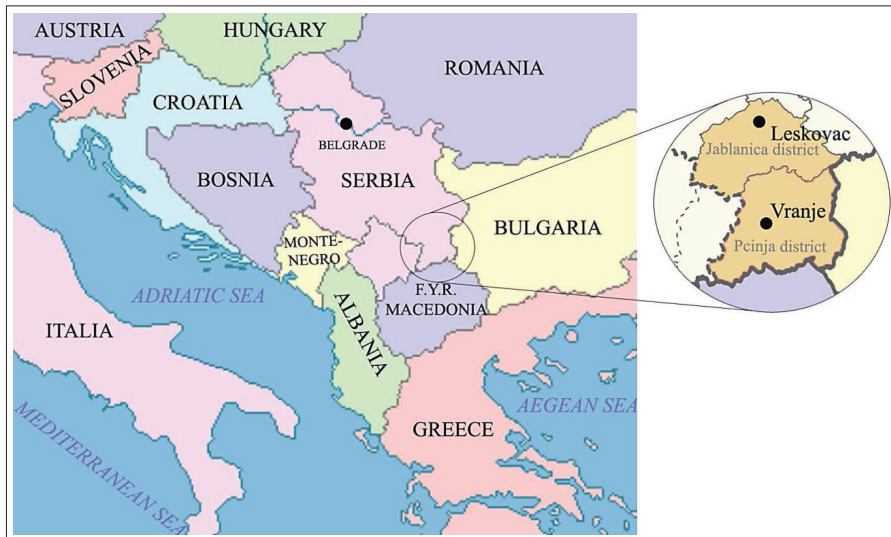 AUSTRIA
HUNGARY
SLOVENIA
ROMANIA
CROATIA
BELGRADE
BOSNIA
SERBIA
MONTE-
NEGRO
BULGARIA
ADRIATIC SEA
F.Y.R.
MACEDONIA
ALBANIA
ITALIA
AEGEAN SEA
GREECE
MEDITERRANEAN SEA
Leskovac
Jablanica district
Vranje
Pcinja district